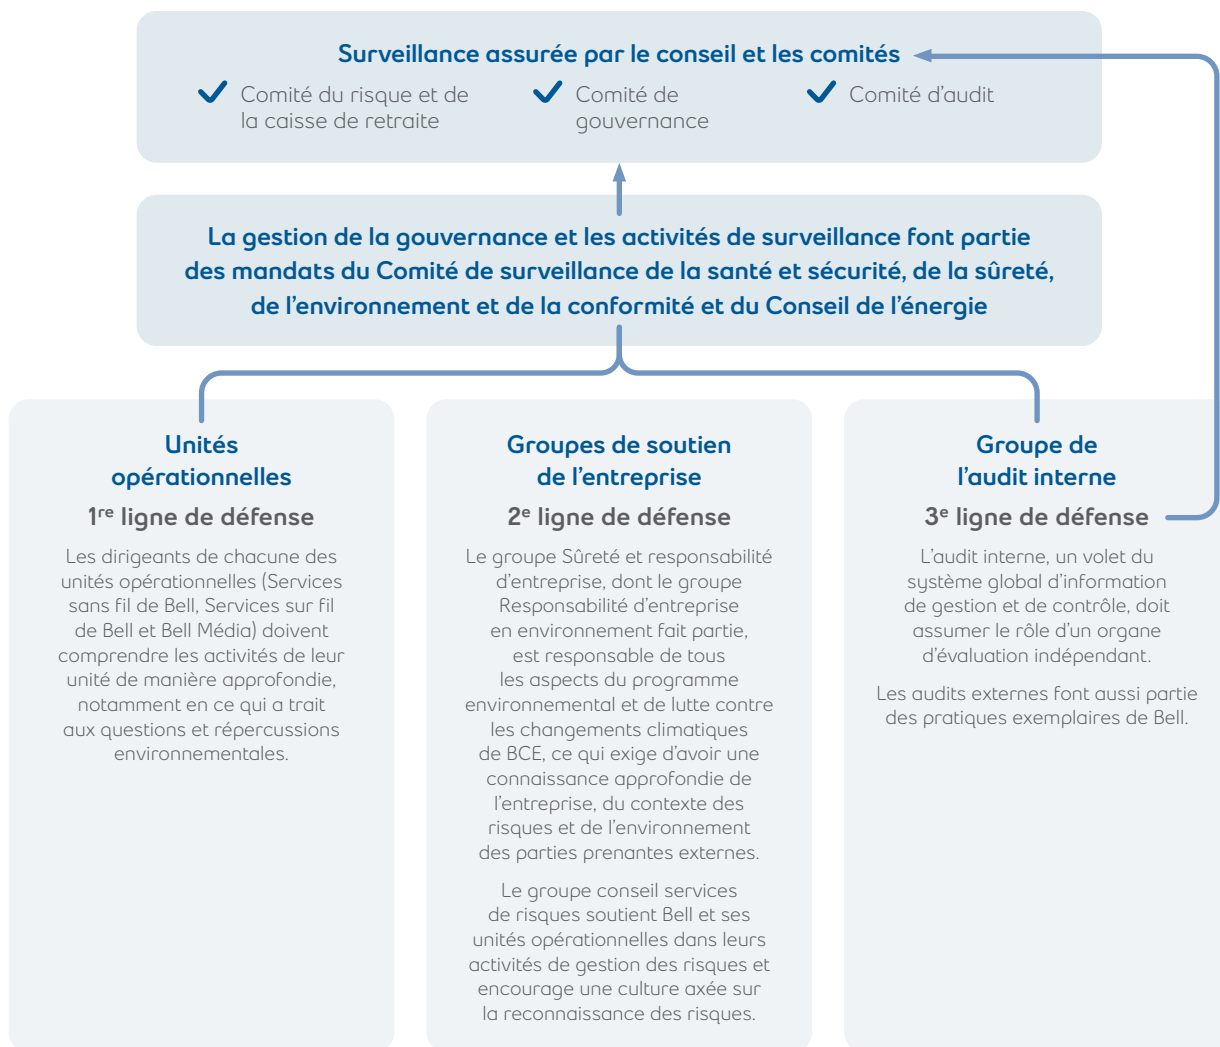 Surveillance assurée par le conseil et les comités
Comité du risque et de
la caisse de retraite
Comité de
gouvernance
Comité d'audit
La gestion de la gouvernance et les activités de surveillance font partie
des mandats du Comité de surveillance de la santé et sécurité, de la sûreté,
de l’environnement et de la conformité et du Conseil de l’énergie
Unités
opérationnelles
1re ligne de défense
Les dirigeants de chacune des
unités opérationnelles (Services
sans fil de Bell, Services sur fil
de Bell et Bell Média) doivent
comprendre les activités de leur
unité de manière approfondie,
notamment en ce qui a trait
aux questions et répercussions
environnementales.
Groupes de soutien
de l’entreprise
2e ligne de défense
Le groupe Sûreté et responsabilité
d’entreprise, dont le groupe
Responsabilité d’entreprise
en environnement fait partie,
est responsable de tous
les aspects du programme
environnemental et de lutte contre
les changements climatiques
de BCE, ce qui exige d’avoir une
connaissance approfondie de
l’entreprise, du contexte des
risques et de l’environnement
des parties prenantes externes.
Le groupe conseil services
de risques soutient Bell et ses
unités opérationnelles dans leurs
activités de gestion des risques et
encourage une culture axée sur
la reconnaissance des risques.
Groupe de
l’audit interne
3e ligne de défense
L’audit interne, un volet du
système global d’information
de gestion et de contrôle, doit
assumer le rôle d’un organe
d’évaluation indépendant.
Les audits externes font aussi partie
des pratiques exemplaires de Bell.